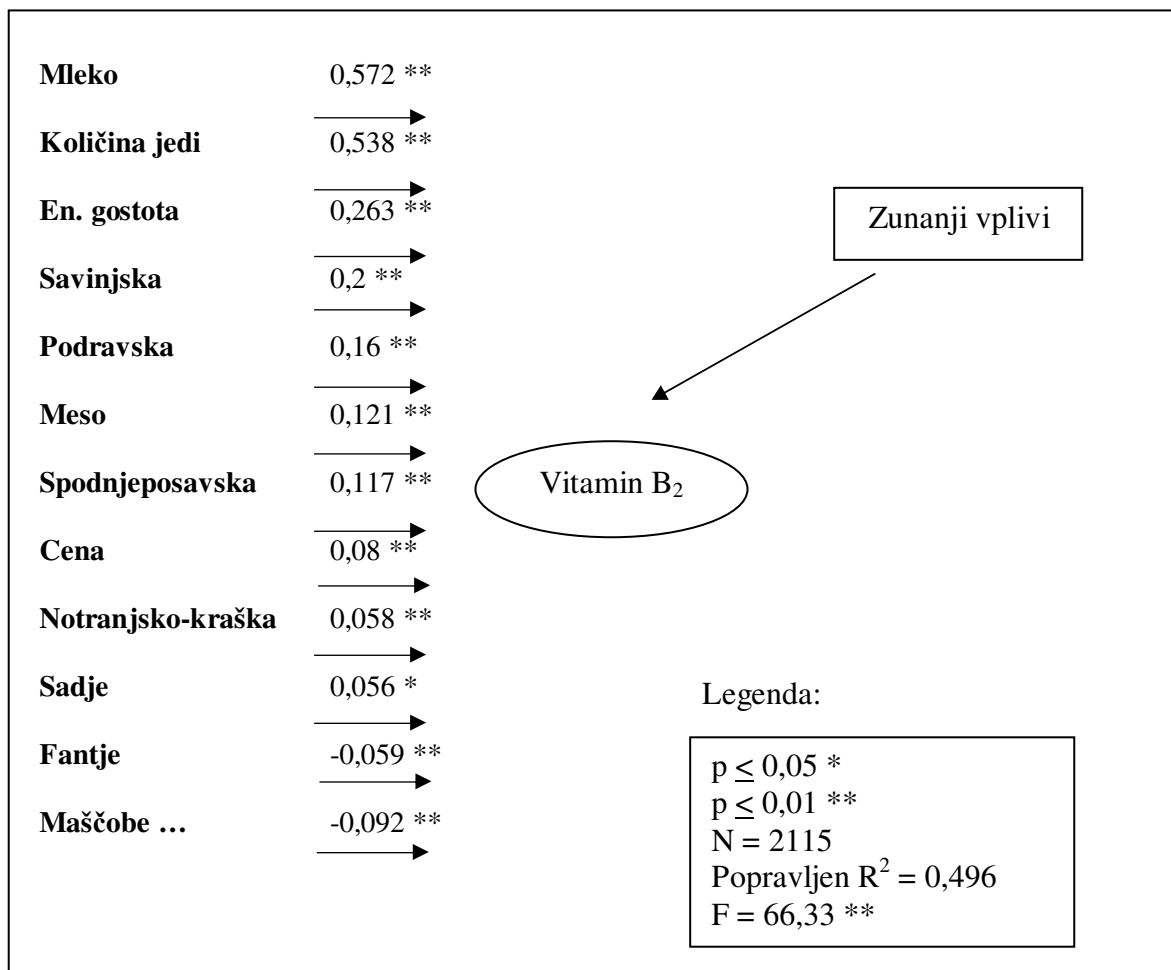 Mleko 0,572 **
Količina jedi 0,538 **
En. gostota 0,263 **
Zunanji vplivi
Savinjska 0,2 **
Podravska 0,16 **
Meso 0,121 **
Spodnjeposavska 0,117 **
Vitamin B₂
Cena 0,08 **
Notranjsko-kraška 0,058 **
Sadje 0,056 *
Fantje -0,059 **
Maščobe … -0,092 **
Legenda:
p ≤ 0,05 *
p ≤ 0,01 **
N = 2115
Popravljen R² = 0,496
F = 66,33 **